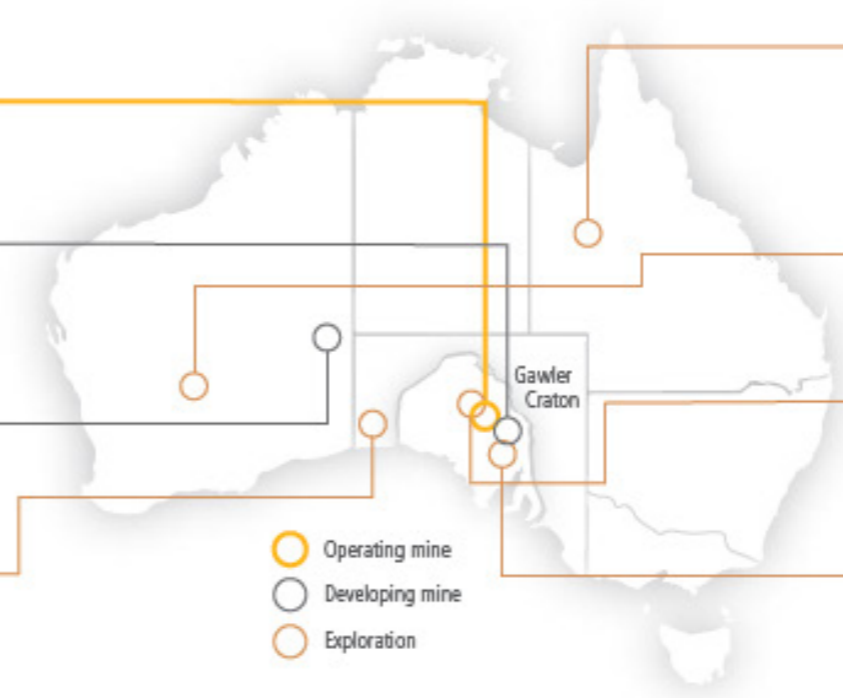 Gawler
Craton
Operating mine
Developing mine
Exploration